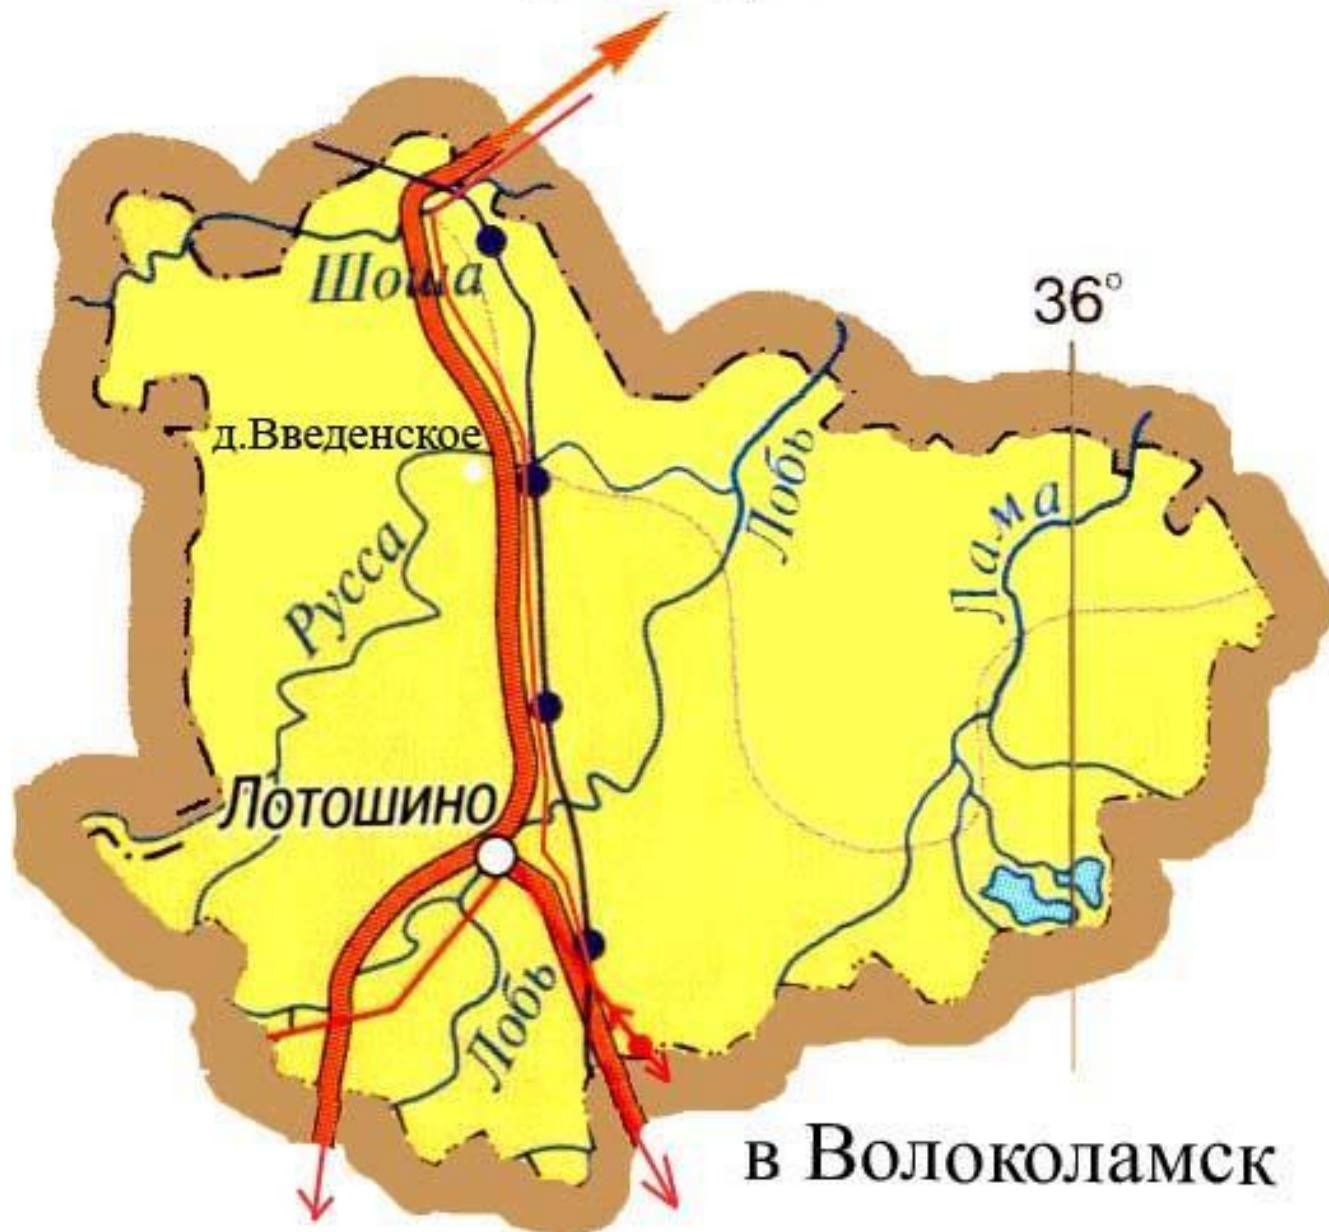 Шоша
36°
д.Введенское
Лобь
Лама
Русса
Лотошино
Лобь
в Волоколамск